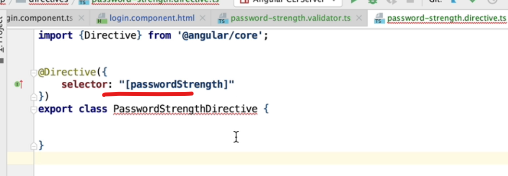 directives password-strength.directive.ts Angular CLI Server Git:
gin.component.ts login.component.html password-strength.validator.ts password-strength.directive.ts
import {Directive} from '@angular/core';
@Directive({
selector: "[passwordStrength]"
})
export class PasswordStrengthDirective {
}